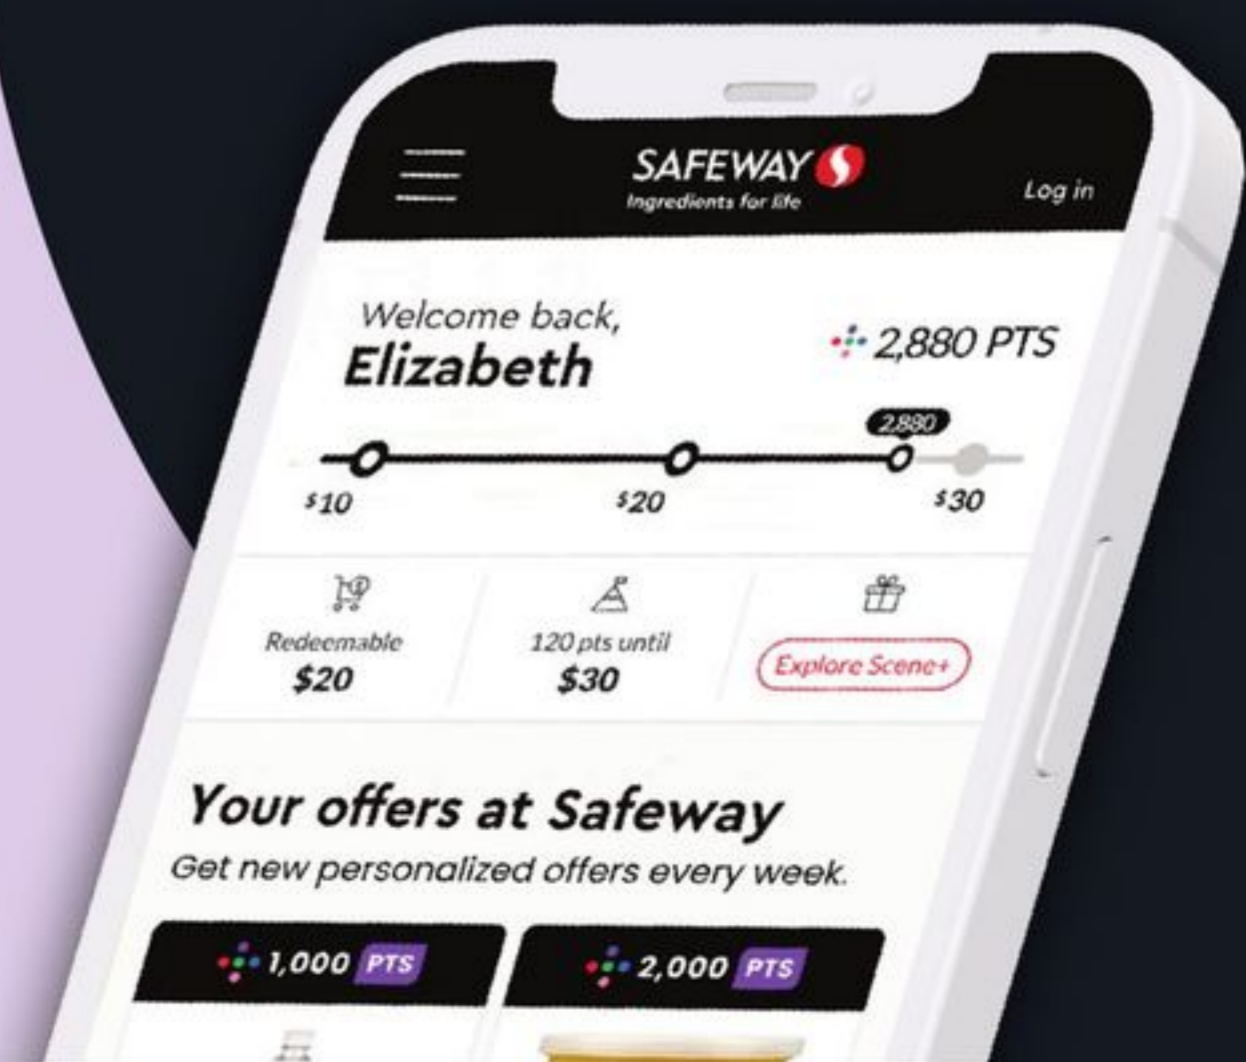 SAFEWAY
Ingredients for life
Log in
Welcome back,
Elizabeth
2,880 PTS
2,880
$10
$20
$30
Redeemable
$20
120 pts until
$30
Explore Scene+
Your offers at Safeway
Get new personalized offers every week.
1,000 PTS
2,000 PTS